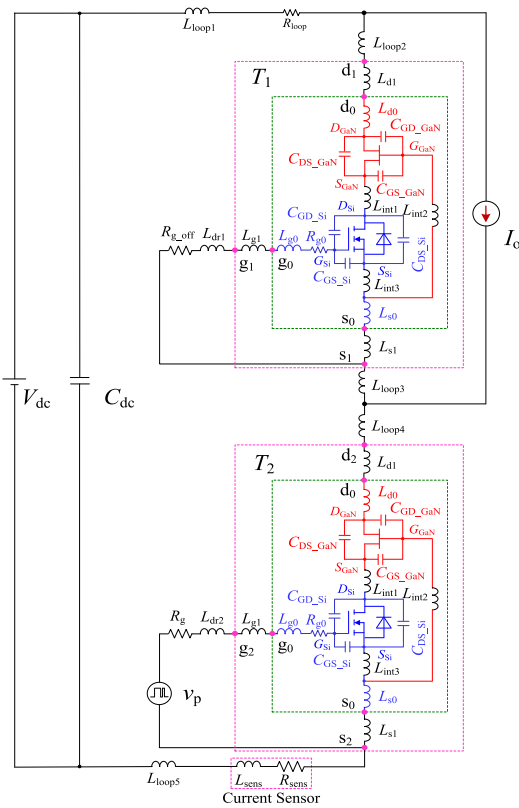 L_loop1
R_loop
L_loop2
T_1
d_1
L_d1
d_0
L_d0
D_GaN
C_GD_GaN
G_GaN
C_DS_GaN
C_GS_GaN
S_GaN
L_int1
L_int2
D_Si
C_GD_Si
I_o
R_g_off
L_dr1
L_g1
L_g0
R_g0
G_Si
C_DS_Si
g_1
g_0
C_GS_Si
S_Si
L_int3
L_s0
s_0
L_s1
s_1
L_loop3
V_dc
C_dc
L_loop4
T_2
d_2
L_d1
d_0
L_d0
D_GaN
C_GD_GaN
G_GaN
C_DS_GaN
C_GS_GaN
S_GaN
L_int1
L_int2
D_Si
C_GD_Si
R_g
L_dr2
L_g1
L_g0
R_g0
G_Si
C_DS_Si
g_2
g_0
C_GS_Si
S_Si
L_int3
v_p
L_s0
s_0
L_s1
s_2
L_loop5
L_sens
R_sens
Current Sensor